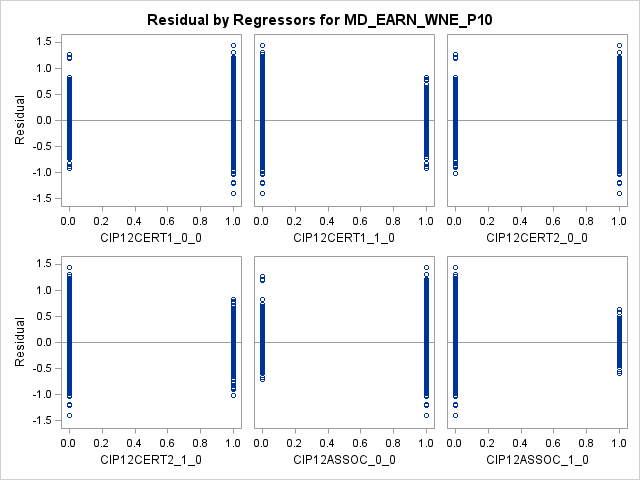 Residual by Regressors for MD_EARN_WNE_P10
1.5
1.0
0.5
0.0
-0.5
-1.0
-1.5
Residual
0.0 0.2 0.4 0.6 0.8 1.0
CIP12CERT1_0_0
0.0 0.2 0.4 0.6 0.8 1.0
CIP12CERT1_1_0
0.0 0.2 0.4 0.6 0.8 1.0
CIP12CERT2_0_0
1.5
1.0
0.5
0.0
-0.5
-1.0
-1.5
Residual
0.0 0.2 0.4 0.6 0.8 1.0
CIP12CERT2_1_0
0.0 0.2 0.4 0.6 0.8 1.0
CIP12ASSOC_0_0
0.0 0.2 0.4 0.6 0.8 1.0
CIP12ASSOC_1_0